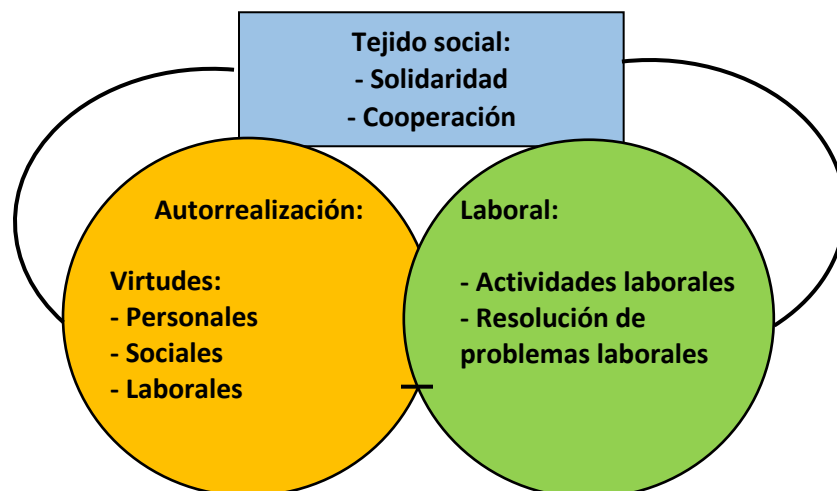 Tejido social:
- Solidaridad
- Cooperación
Autorrealización:
Virtudes:
- Personales
- Sociales
- Laborales
Laboral:
- Actividades laborales
- Resolución de
problemas laborales